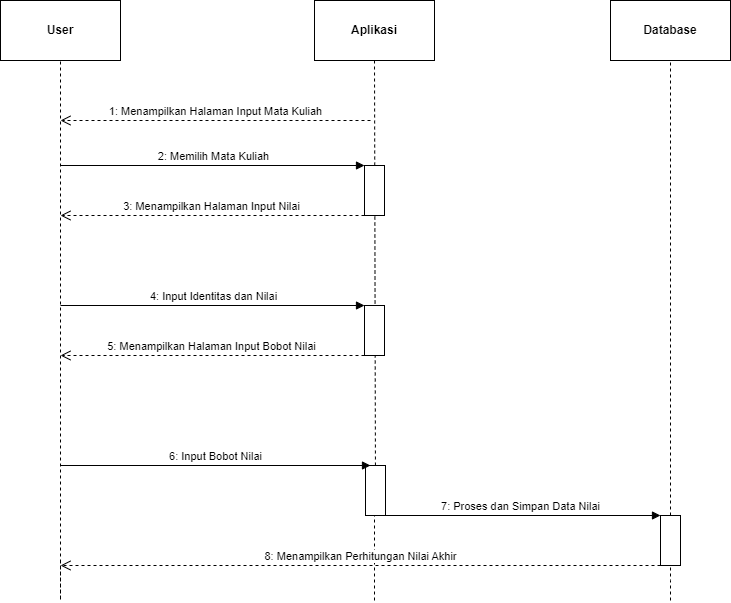 User
Aplikasi
Database
1: Menampilkan Halaman Input Mata Kuliah
2: Memilih Mata Kuliah
3: Menampilkan Halaman Input Nilai
4: Input Identitas dan Nilai
5: Menampilkan Halaman Input Bobot Nilai
6: Input Bobot Nilai
7: Proses dan Simpan Data Nilai
8: Menampilkan Perhitungan Nilai Akhir